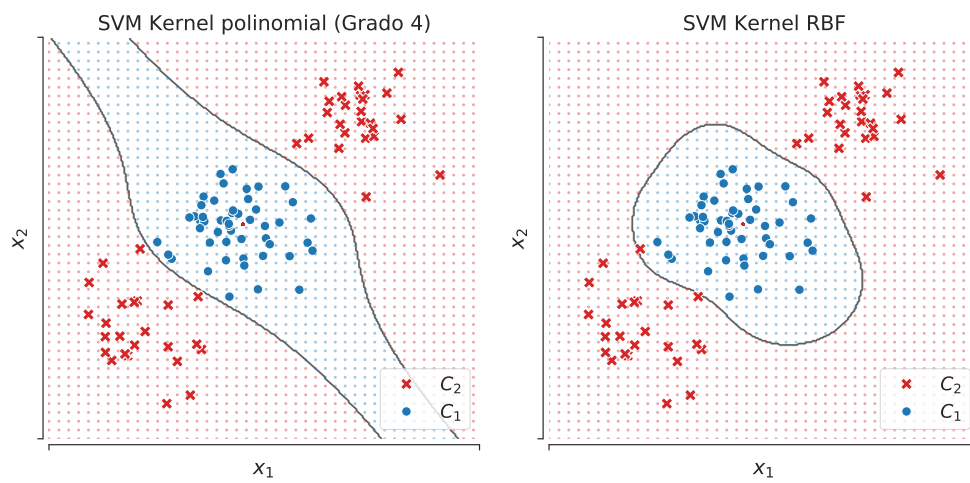 SVM Kernel polinomial (Grado 4)
x₂
x₁
C₂
C₁
SVM Kernel RBF
x₂
x₁
C₂
C₁